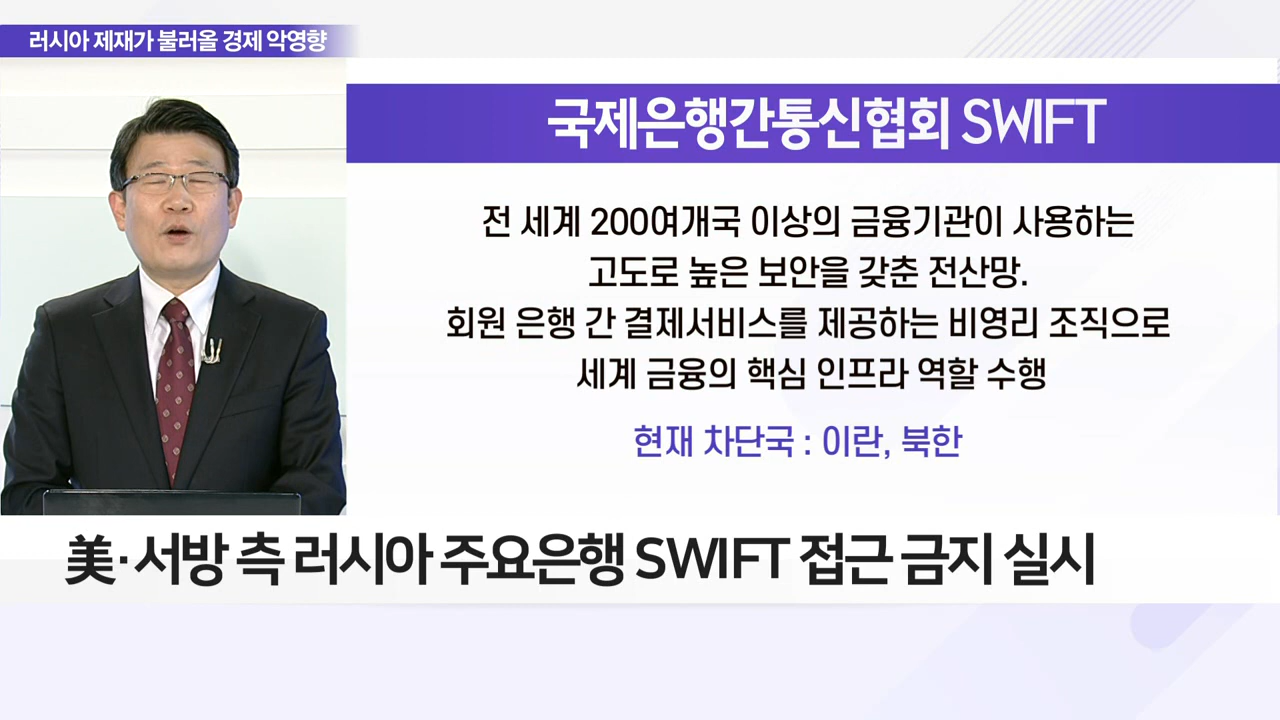 러시아 제재가 불러올 경제 악영향
국제은행간통신협회 SWIFT
전 세계 200여개국 이상의 금융기관이 사용하는
고도로 높은 보안을 갖춘 전산망.
회원 은행 간 결제서비스를 제공하는 비영리 조직으로
세계 금융의 핵심 인프라 역할 수행
현재 차단국 : 이란, 북한
美·서방 측 러시아 주요은행 SWIFT 접근 금지 실시